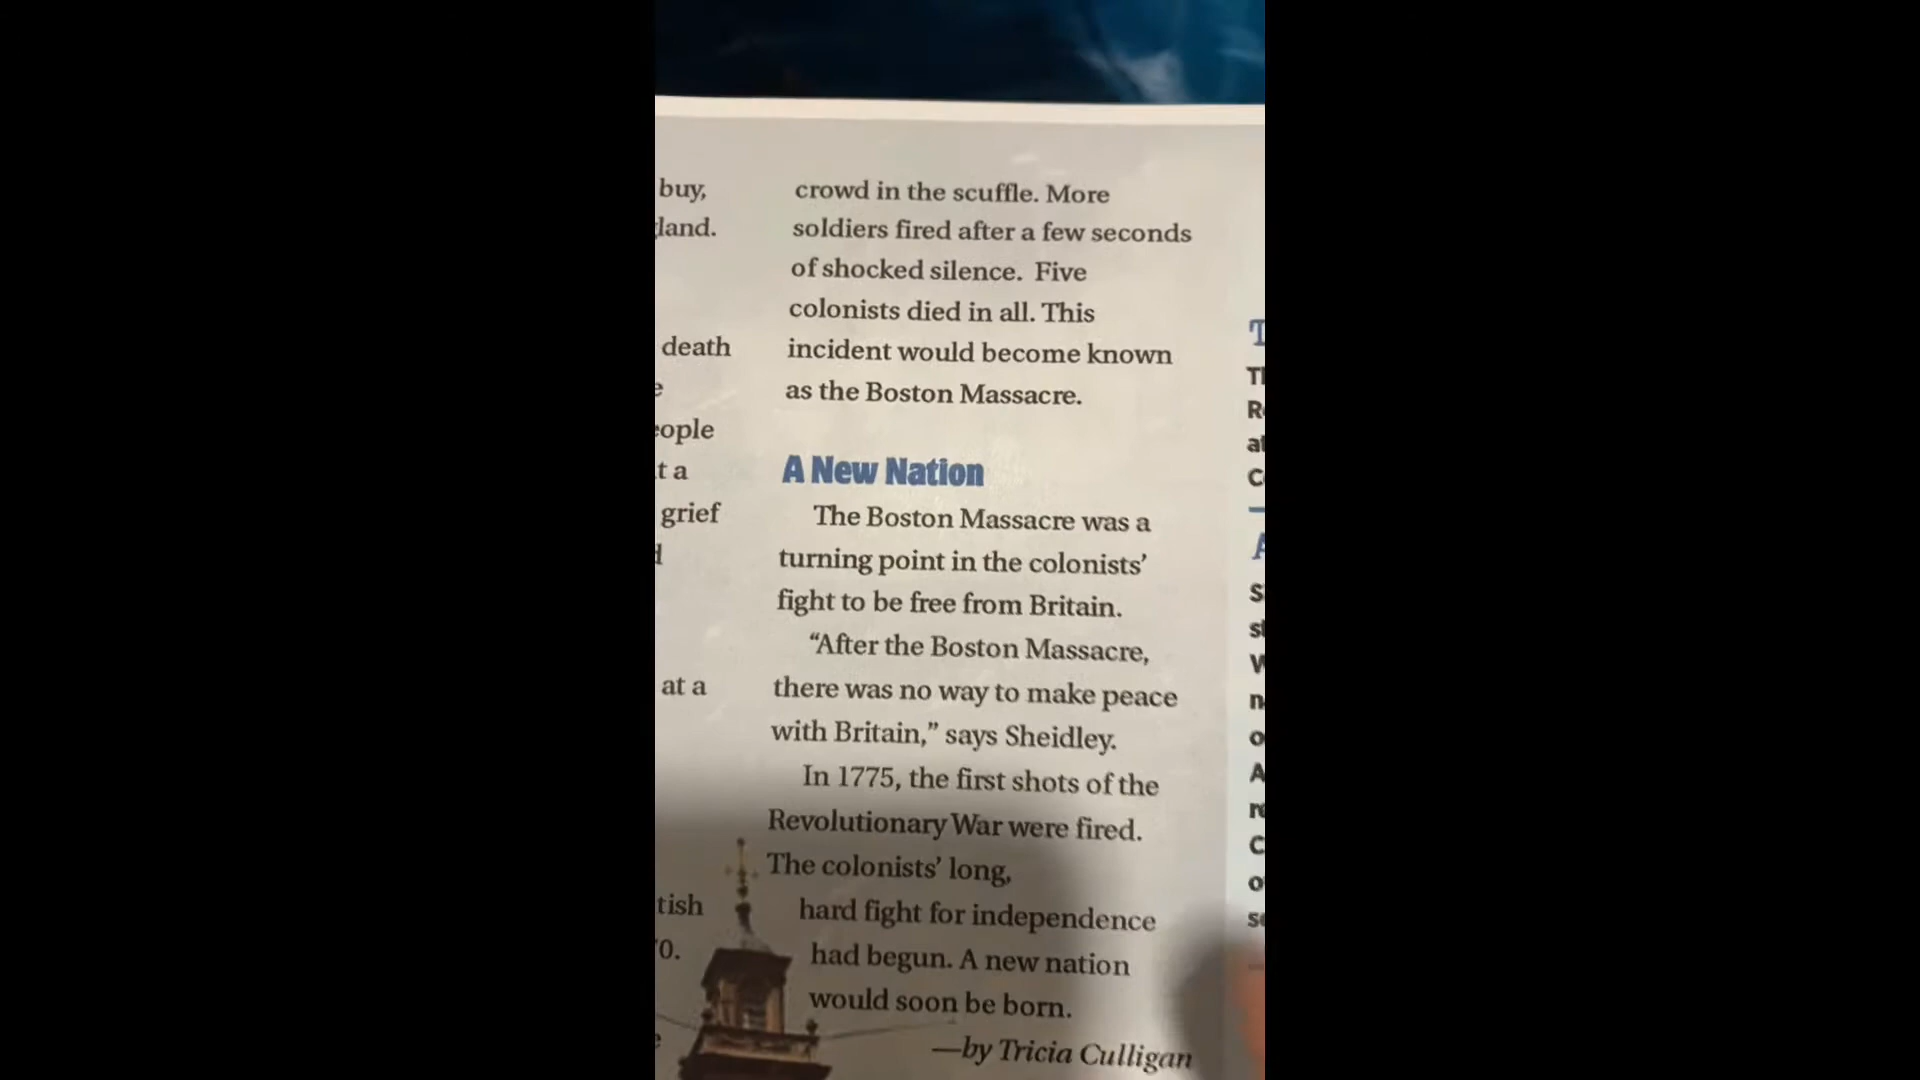 buy,
land.
death
ople
t a
grief
at a
tish
0.
crowd in the scuffle. More
soldiers fired after a few seconds
of shocked silence. Five
colonists died in all. This
incident would become known
as the Boston Massacre.
A New Nation
The Boston Massacre was a
turning point in the colonists’
fight to be free from Britain.
“After the Boston Massacre,
there was no way to make peace
with Britain,” says Sheidley.
In 1775, the first shots of the
Revolutionary War were fired.
The colonists’ long,
hard fight for independence
had begun. A new nation
would soon be born.
—by Tricia Culligan